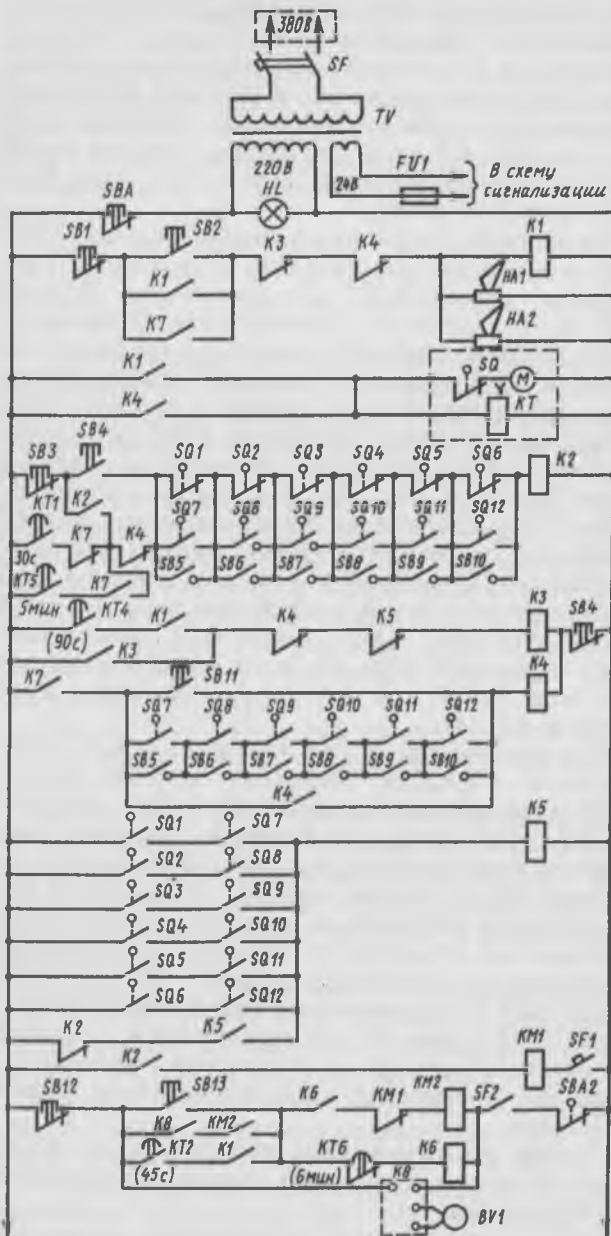 380В
SF
TV
220В
HL
24В
FU1
В схему
сигнализации
SBA
SB1
SB2
K3
K4
K1
K1
HA1
K7
HA2
K1
SQ
M
K4
KT
SB3
SB4
SQ1
SQ2
SQ3
SQ4
SQ5
SQ6
K2
KT1
K2
SQ7
SQ8
SQ9
SQ10
SQ11
SQ12
K7
K4
30с
SB5
SB6
SB7
SB8
SB9
SB10
KT5
K7
5мин
KT4
K1
K4
K5
K3
SB4
(90с)
K3
K7
SB11
K4
SQ7
SQ8
SQ9
SQ10
SQ11
SQ12
SB5
SB6
SB7
SB8
SB9
SB10
K4
SQ1
SQ7
K5
SQ2
SQ8
SQ3
SQ9
SQ4
SQ10
SQ5
SQ11
SQ6
SQ12
K2
K5
K2
KM1
SF1
SB12
SB13
K6
KM1
KM2
SF2
SBA2
K8
KM2
KT2
K1
KT6
K6
(45с)
(6мин)
K8
BV1